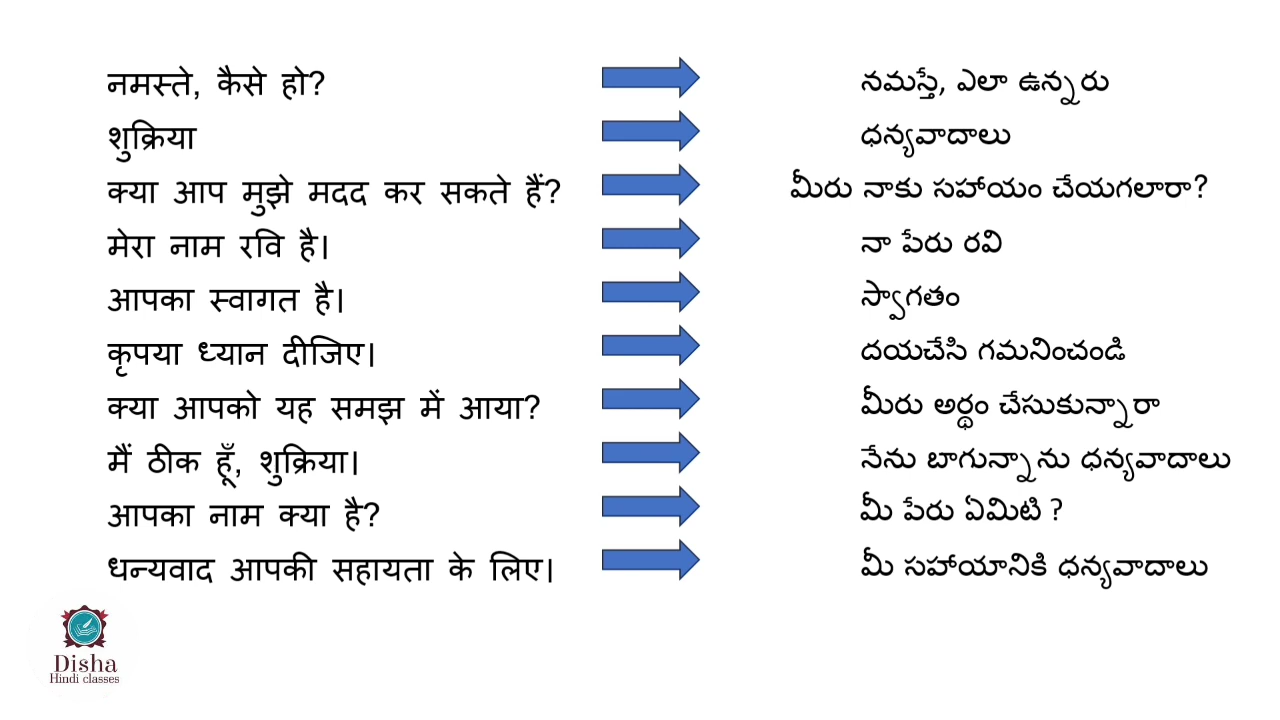 नमस्ते, कैसे हो? నమస్తే, ఎలా ఉన్నరు
शुक्रिया ధన్యవాదాలు
क्या आप मुझे मदद कर सकते हैं? మీరు నాకు సహాయం చేయగలారా?
मेरा नाम रवि है। నా పేరు రవి
आपका स्वागत है। స్వాగతం
कृपया ध्यान दीजिए। దయచేసి గమనించండి
क्या आपको यह समझ में आया? మీరు అర్థం చేసుకున్నారా
मैं ठीक हूँ, शुक्रिया। నేను బాగున్నాను ధన్యవాదాలు
आपका नाम क्या है? మీ పేరు ఏమిటి ?
धन्यवाद आपकी सहायता के लिए। మీ సహాయానికి ధన్యవాదాలు
Disha
Hindi classes